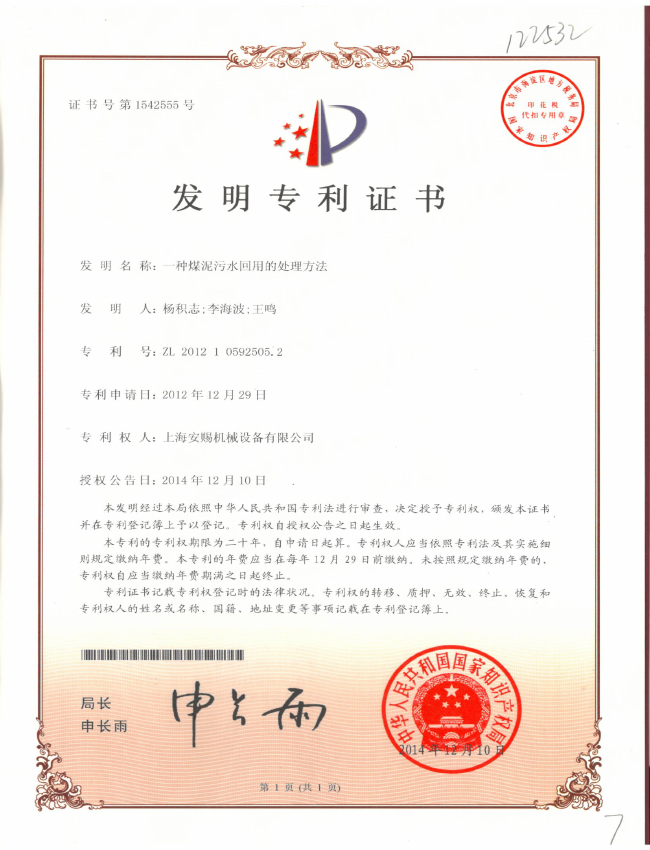 122532
证书号第1542555号
北京市海淀区地方税务局
印花税
代扣专用章
国家知识产权局
发明专利证书
发明名称：一种煤泥污水回用的处理方法
发明人：杨积志;李海波;王鸣
专利号：ZL 2012 1 0592505.2
专利申请日：2012年12月29日
专利权人：上海安赐机械设备有限公司
授权公告日：2014年12月10日
本发明经过本局依照中华人民共和国专利法进行审查，决定授予专利权，颁发本证书
并在专利登记簿上予以登记。专利权自授权公告之日起生效。
本专利的专利权期限为二十年，自申请日起算。专利权人应当依照专利法及其实施细
则规定缴纳年费。本专利的年费应当在每年12月29日前缴纳。未按照规定缴纳年费的，
专利权自应当缴纳年费期满之日起终止。
专利证书记载专利权登记时的法律状况。专利权的转移、质押、无效、终止、恢复和
专利权人的姓名或名称、国籍、地址变更等事项记载在专利登记簿上。
局长
申长雨
申长雨
中华人民共和国国家知识产权局
2014年12月10日
第1页(共1页)
7